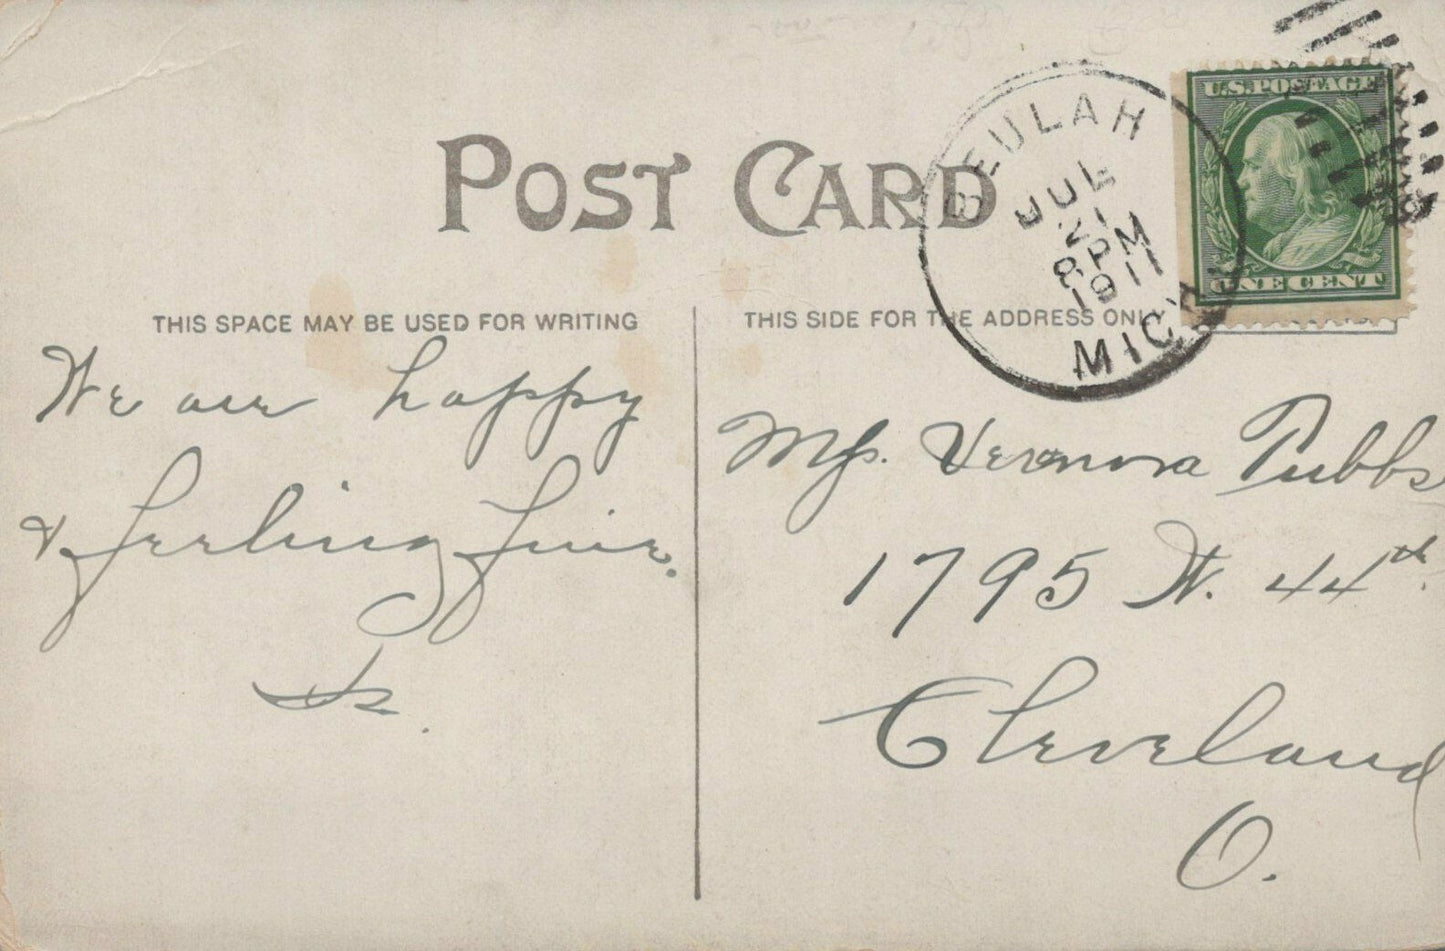 POST CARD
BEULAH
JUL
21
8 PM
1911
MICH
U.S. POSTAGE
ONE CENT
THIS SPACE MAY BE USED FOR WRITING
THIS SIDE FOR THE ADDRESS ONLY
We are happy
& feeling fine.
Mrs. Vernona Tubbs
1795 W. 44th.
Cleveland
O.